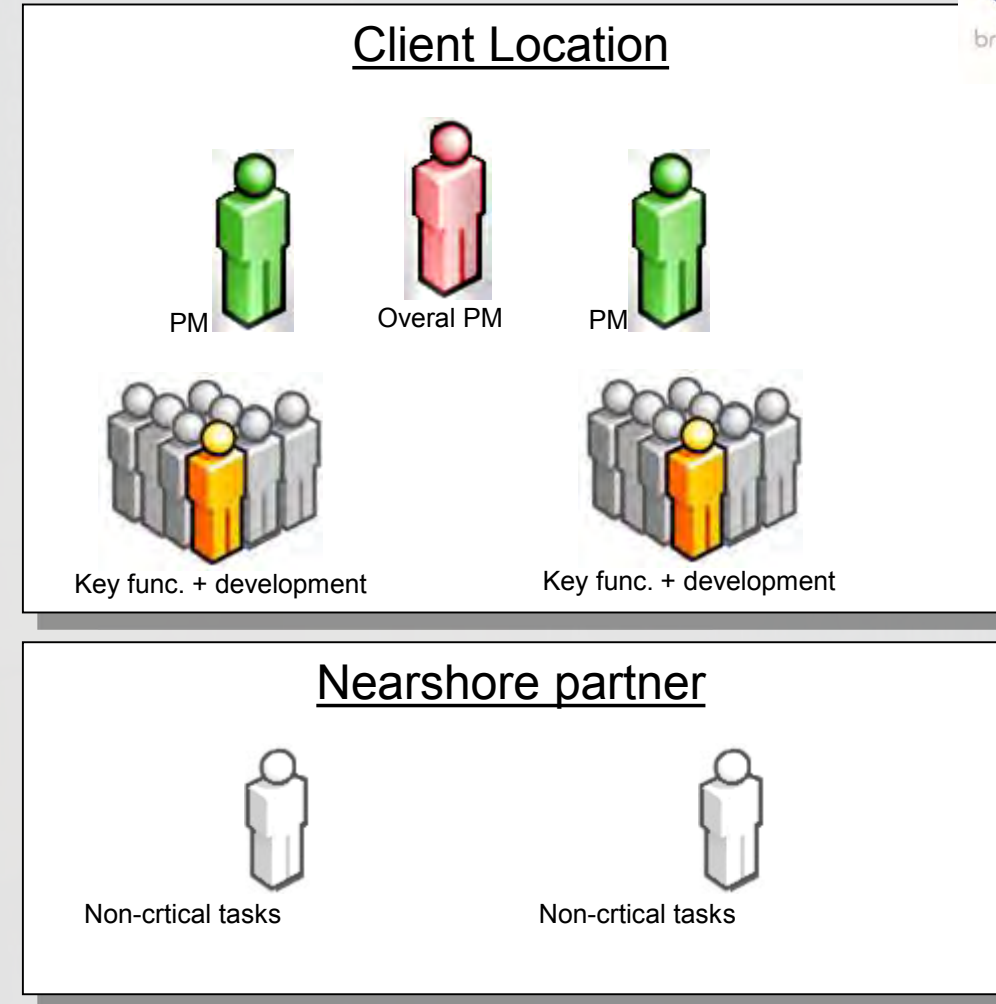 Client Location
Overal PM
PM
PM
Key func. + development
Key func. + development
Nearshore partner
Non-crtical tasks
Non-crtical tasks